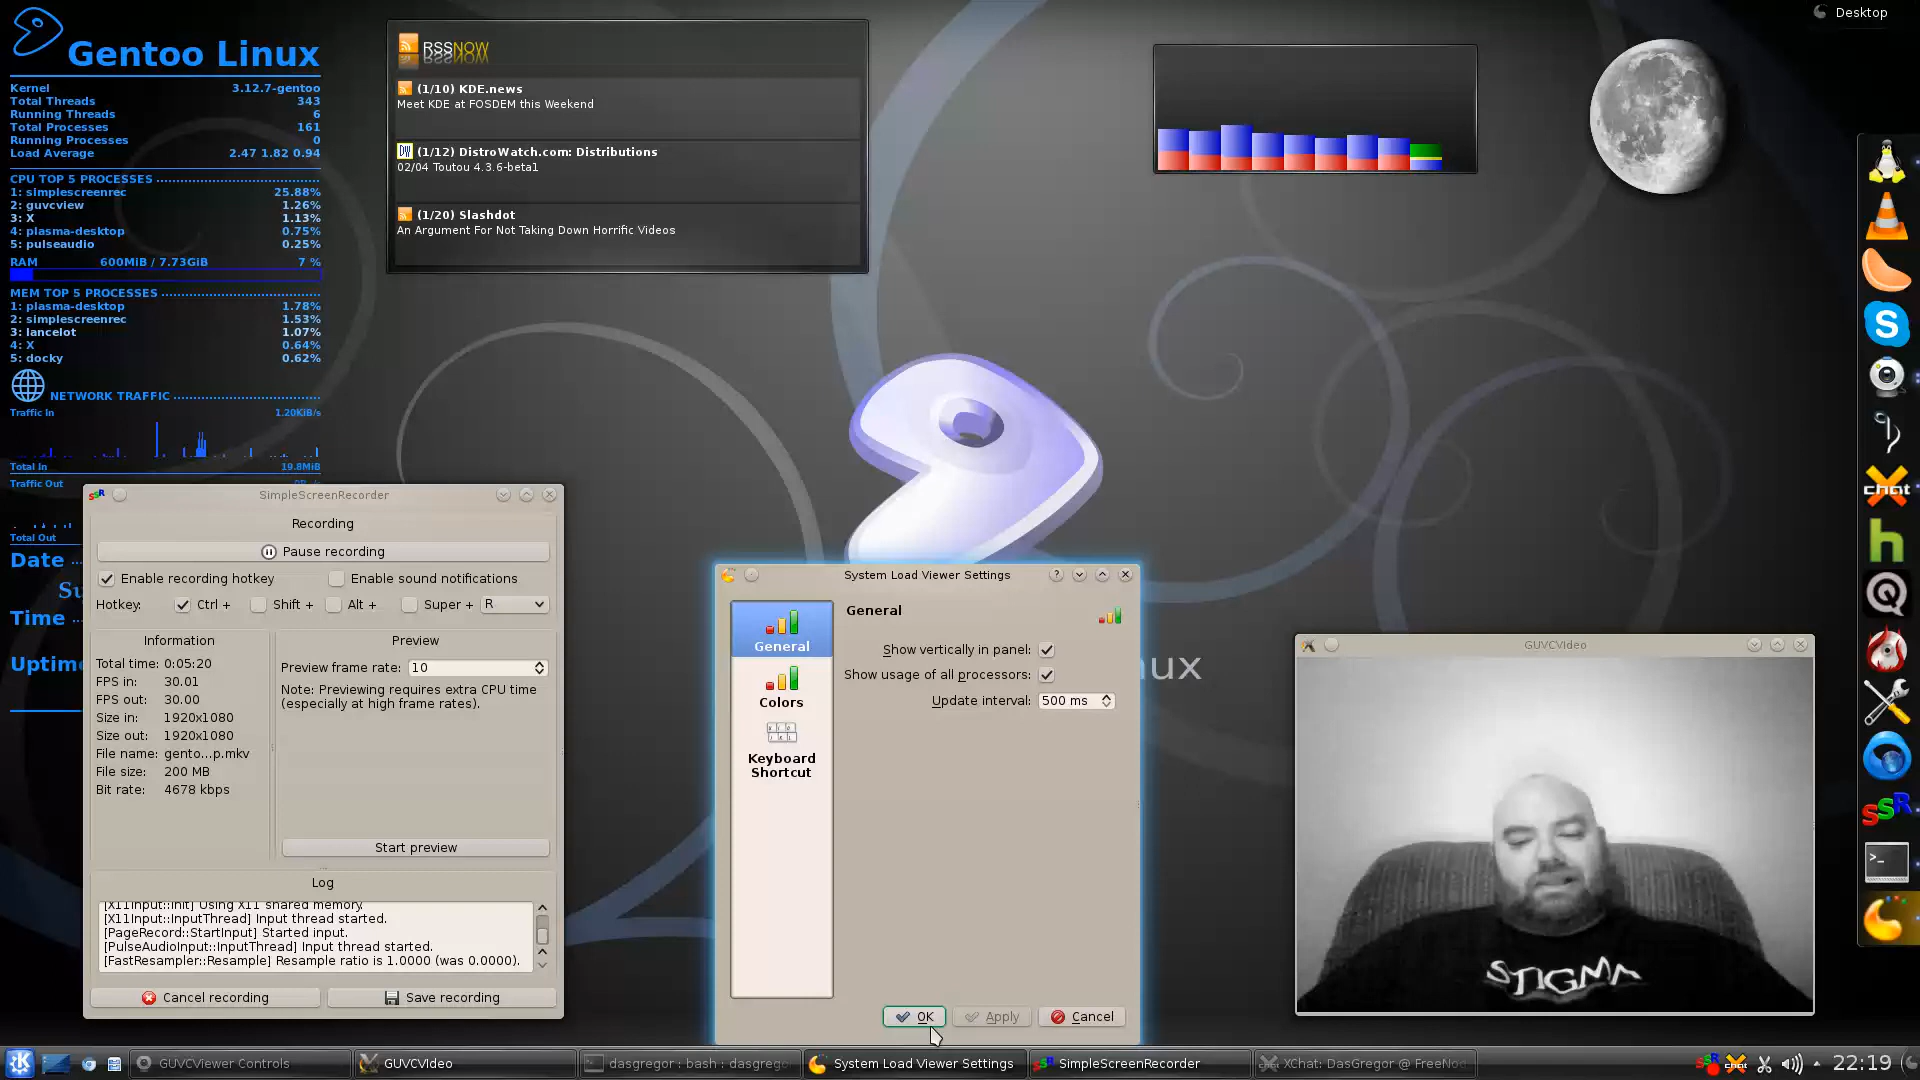 Desktop
Gentoo Linux
Kernel 3.12.7-gentoo
Total Threads 343
Running Threads 6
Total Processes 161
Running Processes 0
Load Average 2.47 1.82 0.94
CPU TOP 5 PROCESSES
1: simplescreenrec 25.88%
2: guvcview 1.26%
3: X 1.13%
4: plasma-desktop 0.75%
5: pulseaudio 0.25%
RAM 600MiB / 7.73GiB 7 %
MEM TOP 5 PROCESSES
1: plasma-desktop 1.78%
2: simplescreenrec 1.53%
3: lancelot 1.07%
4: X 0.64%
5: docky 0.62%
NETWORK TRAFFIC
Traffic In 1.20KiB/s
Total In 19.8MiB
Traffic Out
Total Out
Date
Su
Time
Uptime
RSSNOW
(1/10) KDE.news
Meet KDE at FOSDEM this Weekend
(1/12) DistroWatch.com: Distributions
02/04 Toutou 4.3.6-beta1
(1/20) Slashdot
An Argument For Not Taking Down Horrific Videos
SSR SimpleScreenRecorder
Recording
Pause recording
Enable recording hotkey Enable sound notifications
Hotkey: Ctrl + Shift + Alt + Super + R
Information
Total time: 0:05:20
FPS in: 30.01
FPS out: 30.00
Size in: 1920x1080
Size out: 1920x1080
File name: gento...p.mkv
File size: 200 MB
Bit rate: 4678 kbps
Preview
Preview frame rate: 10
Note: Previewing requires extra CPU time
(especially at high frame rates).
Start preview
Log
[X11Input::Init] Using X11 shared memory.
[X11Input::InputThread] Input thread started.
[PageRecord::StartInput] Started input.
[PulseAudioInput::InputThread] Input thread started.
[FastResampler::Resample] Resample ratio is 1.0000 (was 0.0000).
Cancel recording Save recording
System Load Viewer Settings
General
Colors
Keyboard
Shortcut
General
Show vertically in panel:
Show usage of all processors:
Update interval: 500 ms
OK Apply Cancel
nux
GUVCVideo
STIGMA
chat
h
SSR
>_
GUVCViewer Controls
GUVCVideo
dasgregor : bash : dasgrego
System Load Viewer Settings
SimpleScreenRecorder
XChat: DasGregor @ FreeNod
22:19